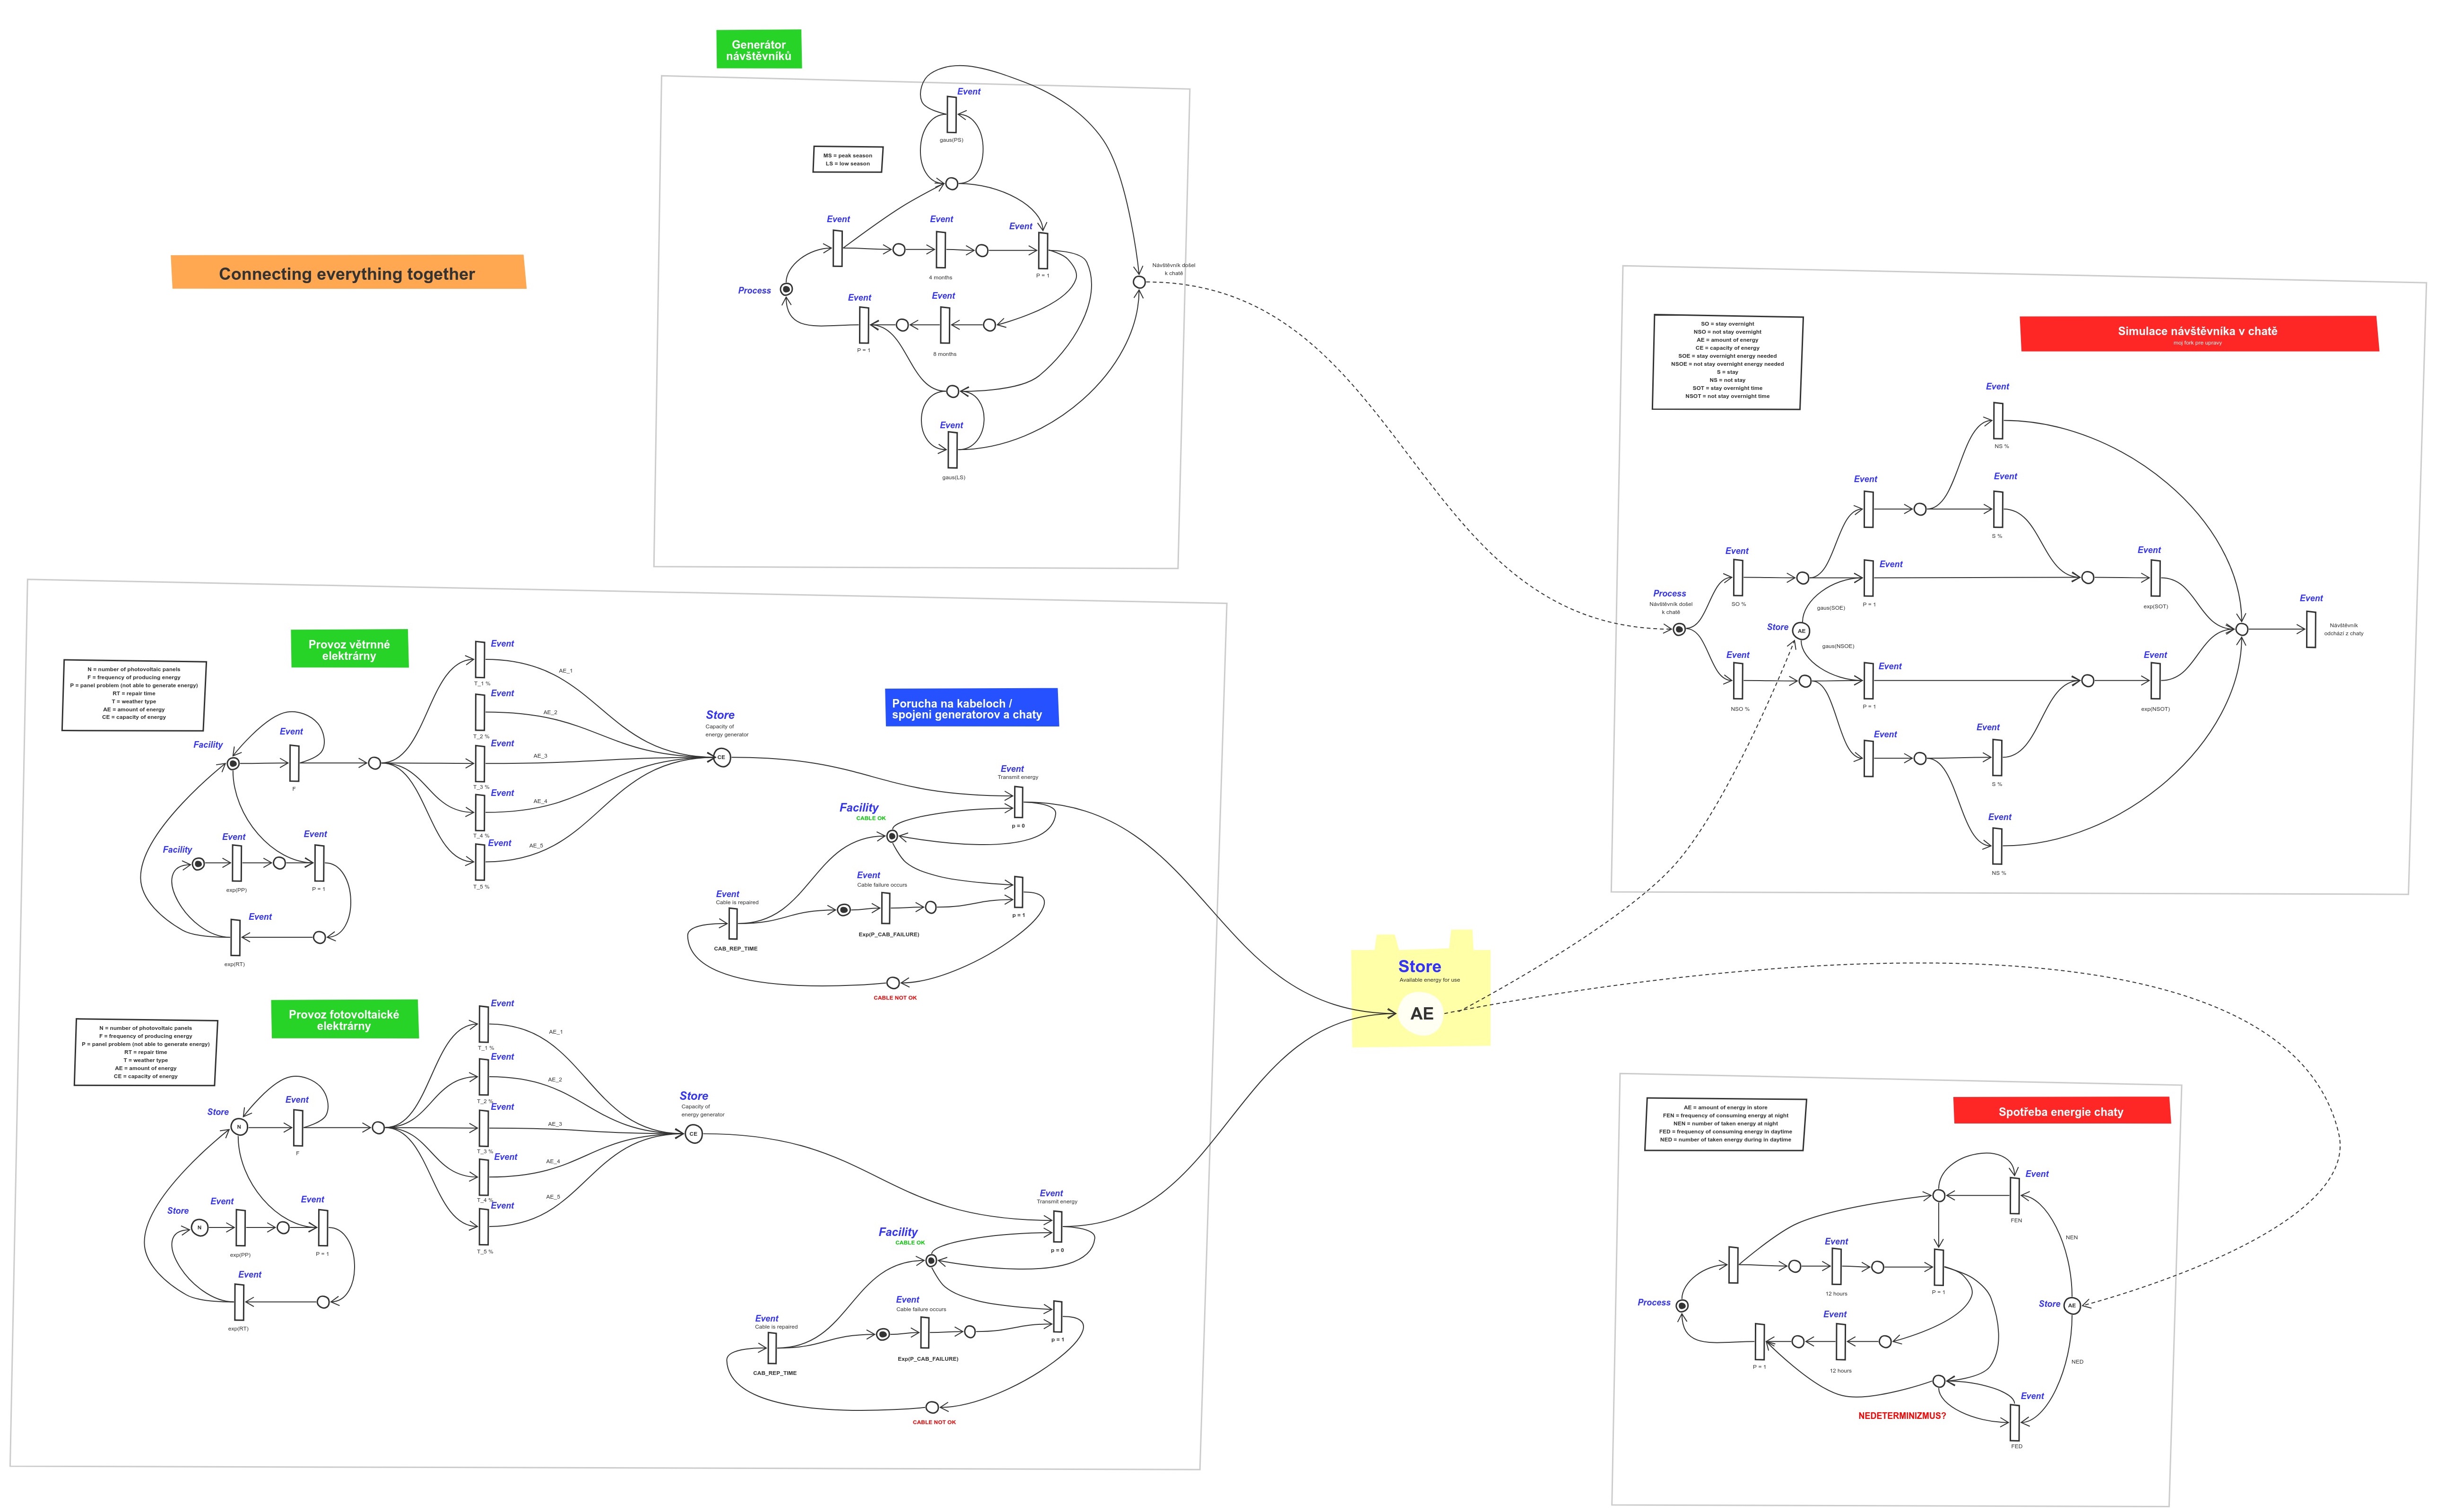 Generátor
návštěvníků
Event
gaus(PS)
MS = peak season
LS = low season
Event
Event
Event
4 months
P = 1
Process
Event
Event
P = 1
8 months
Event
gaus(LS)
Návštěvník došel
k chatě
Connecting everything together
Simulace návštěvníka v chatě
moj fork pre upravy
SO = stay overnight
NSO = not stay overnight
AE = amount of energy
CE = capacity of energy
SOE = stay overnight energy needed
NSOE = not stay overnight energy needed
S = stay
NS = not stay
SOT = stay overnight time
NSOT = not stay overnight time
Event
NS %
Event
Event
S %
Event
SO %
Event
P = 1
Event
exp(SOT)
Process
Návštěvník došel
k chatě
gaus(SOE)
Store
AE
gaus(NSOE)
Event
Návštěvník
odchází z chaty
Event
NSO %
Event
P = 1
Event
exp(NSOT)
Event
Event
S %
Event
NS %
Provoz větrnné
elektrárny
N = number of photovoltaic panels
F = frequency of producing energy
P = panel problem (not able to generate energy)
RT = repair time
T = weather type
AE = amount of energy
CE = capacity of energy
Facility
Event
F
Facility
Event
exp(PP)
Event
P = 1
Event
exp(RT)
Event
T_1 %
AE_1
Event
T_2 %
AE_2
Event
T_3 %
AE_3
Event
T_4 %
AE_4
Event
T_5 %
AE_5
Store
Capacity of
energy generator
CE
Porucha na kabeloch /
spojeni generatorov a chaty
Event
Transmit energy
p = 0
Facility
CABLE OK
Event
Cable failure occurs
Exp(P_CAB_FAILURE)
p = 1
Event
Cable is repaired
CAB_REP_TIME
CABLE NOT OK
Store
Available energy for use
AE
Provoz fotovoltaické
elektrárny
N = number of photovoltaic panels
F = frequency of producing energy
P = panel problem (not able to generate energy)
RT = repair time
T = weather type
AE = amount of energy
CE = capacity of energy
Store
N
Event
F
Store
N
Event
exp(PP)
Event
P = 1
Event
exp(RT)
Event
T_1 %
AE_1
Event
T_2 %
AE_2
Event
T_3 %
AE_3
Event
T_4 %
AE_4
Event
T_5 %
AE_5
Store
Capacity of
energy generator
CE
Event
Transmit energy
p = 0
Facility
CABLE OK
Event
Cable failure occurs
Exp(P_CAB_FAILURE)
p = 1
Event
Cable is repaired
CAB_REP_TIME
CABLE NOT OK
Spotřeba energie chaty
AE = amount of energy in store
FEN = frequency of consuming energy at night
NEN = number of taken energy at night
FED = frequency of consuming energy in daytime
NED = number of taken energy during in daytime
Event
FEN
NEN
Event
12 hours
P = 1
Process
Store
AE
Event
12 hours
P = 1
NED
Event
FED
NEDETERMINIZMUS?